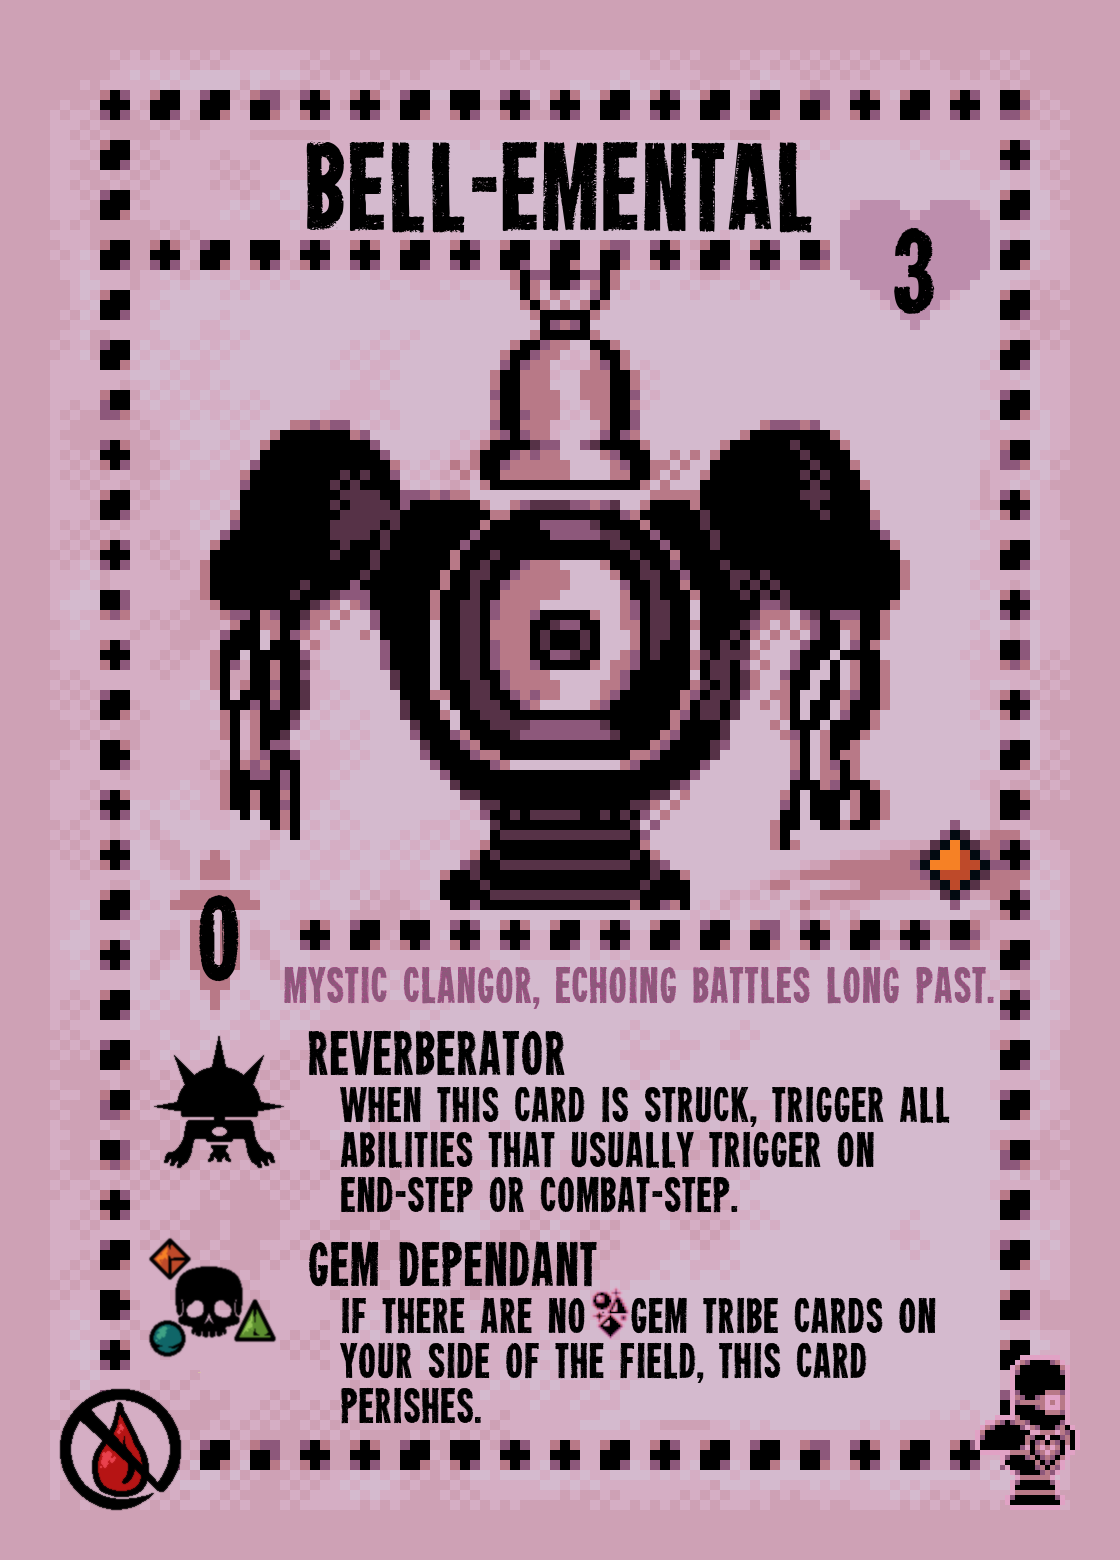 BELL-EMENTAL
3
0
MYSTIC CLANGOR, ECHOING BATTLES LONG PAST.
REVERBERATOR
WHEN THIS CARD IS STRUCK, TRIGGER ALL
ABILITIES THAT USUALLY TRIGGER ON
END-STEP OR COMBAT-STEP.
GEM DEPENDANT
IF THERE ARE NO GEM TRIBE CARDS ON
YOUR SIDE OF THE FIELD, THIS CARD
PERISHES.